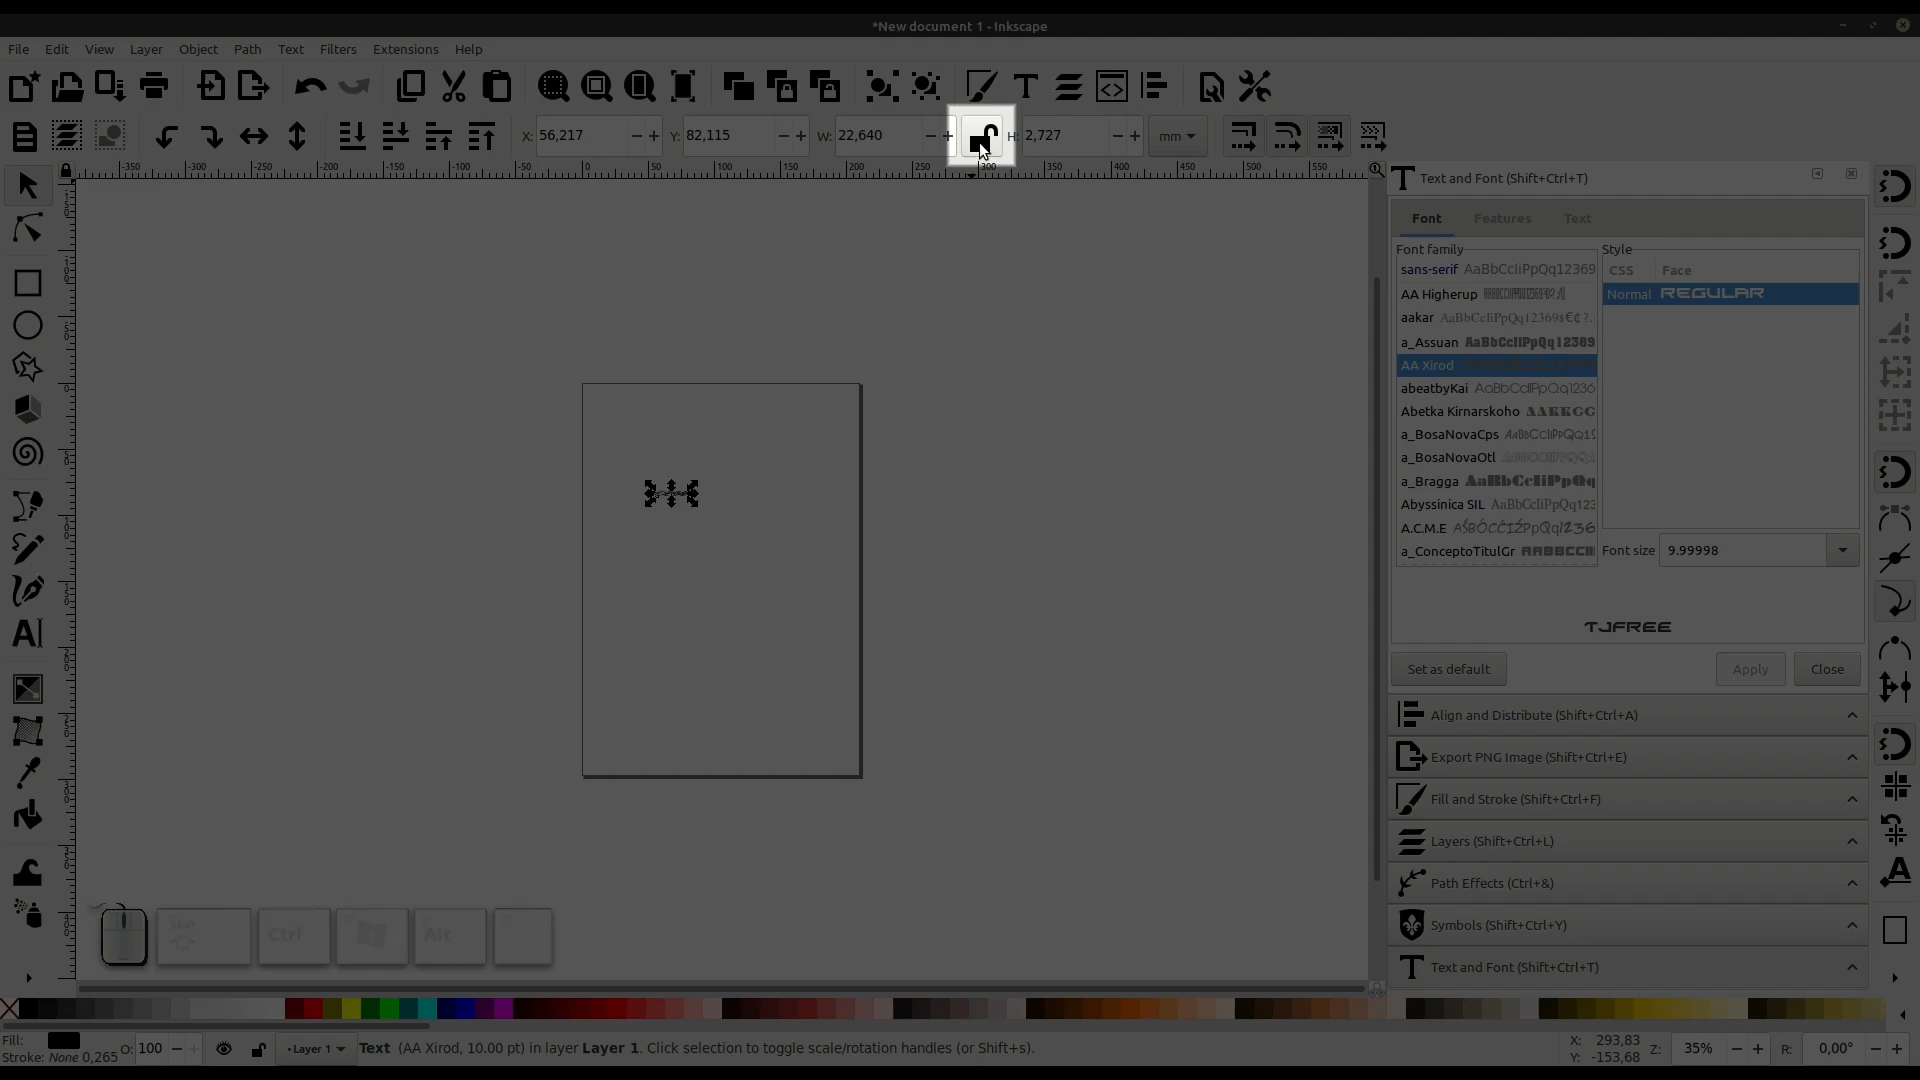 *New document 1 - Inkscape
File Edit View Layer Object Path Text Filters Extensions Help
X: 56,217 Y: 82,115 W: 22,640 H: 2,727 mm
-350 -300 -250 -200 -150 -100 -50 0 50 100 150 200 250 300 350 400 450 500 550
Text and Font (Shift+Ctrl+T)
Font Features Text
Font family Style
sans-serif AaBbCcIiPpQq12369
CSS Face
AA Higherup
Normal REGULAR
aakar AaBbCcIiPpQq12369$€¢?.
a_Assuan AaBbCcIiPpQq12369
AA Xirod
abeatbyKai AaBbCcIiPpQq1236
Abetka Kirnarskoho
a_BosaNovaCps AaBbCcIiPpQq12
a_BosaNovaOtl
a_Bragga AaBbCcIiPpQq
Abyssinica SIL AaBbCcIiPpQq123
A.C.M.E
a_ConceptoTitulGr AABBCCII
Font size 9.99998
TJFREE
Set as default Apply Close
Align and Distribute (Shift+Ctrl+A)
Export PNG Image (Shift+Ctrl+E)
Fill and Stroke (Shift+Ctrl+F)
Layers (Shift+Ctrl+L)
Path Effects (Ctrl+&)
Symbols (Shift+Ctrl+Y)
Text and Font (Shift+Ctrl+T)
Shift Ctrl Alt
Fill:
Stroke: None 0,265
O: 100
•Layer 1
Text (AA Xirod, 10.00 pt) in layer Layer 1. Click selection to toggle scale/rotation handles (or Shift+s).
X: 293,83
Y: -153,68
Z: 35%
R: 0,00°